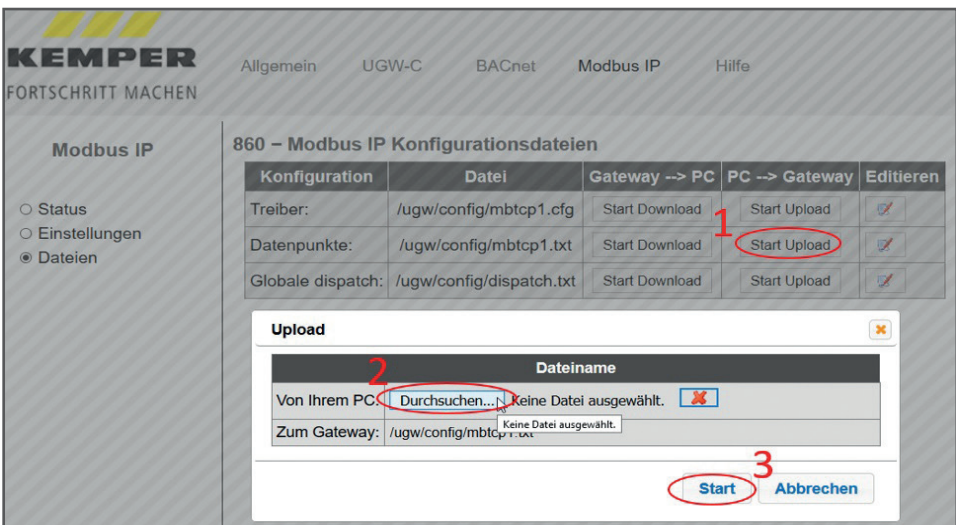 KEMPER
FORTSCHRITT MACHEN
Allgemein UGW-C BACnet Modbus IP Hilfe
Modbus IP
Status
Einstellungen
Dateien
860 – Modbus IP Konfigurationsdateien
Konfiguration Datei Gateway --> PC PC --> Gateway Editieren
Treiber: /ugw/config/mbtcp1.cfg Start Download Start Upload
1
Datenpunkte: /ugw/config/mbtcp1.txt Start Download Start Upload
Globale dispatch: /ugw/config/dispatch.txt Start Download Start Upload
Upload
Dateiname
2
Von Ihrem PC: Durchsuchen... Keine Datei ausgewählt.
Keine Datei ausgewählt.
Zum Gateway: /ugw/config/mbtcp1.txt
3
Start Abbrechen